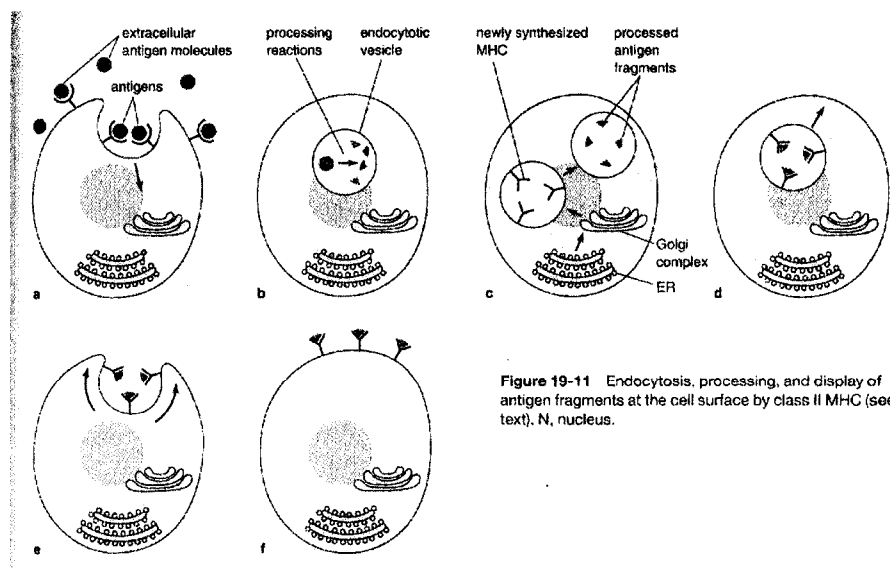 extracellular
antigen molecules
antigens
a
processing
reactions
endocytotic
vesicle
b
newly synthesized
MHC
processed
antigen
fragments
Golgi
complex
ER
c
d
e
f
Figure 19-11 Endocytosis, processing, and display of
antigen fragments at the cell surface by class II MHC (see
text). N, nucleus.